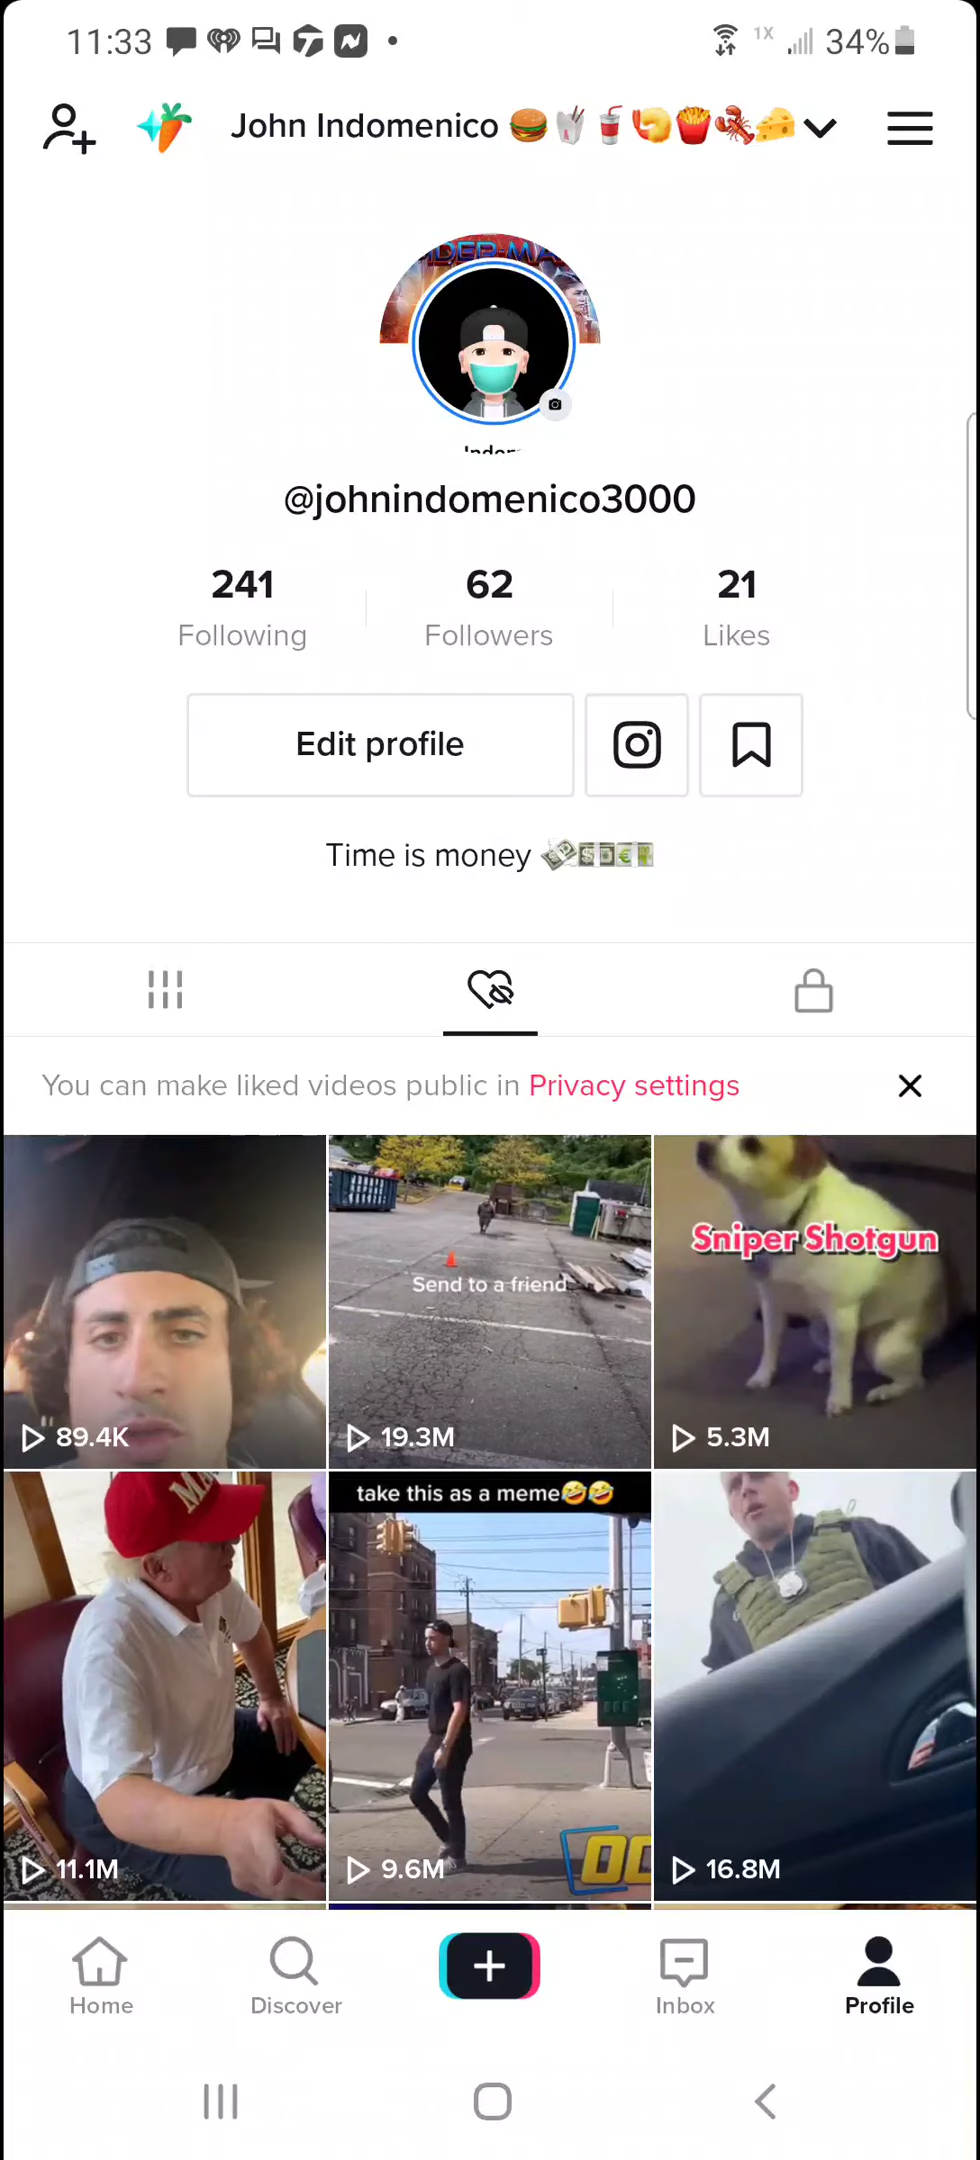 11:33 1X 34%
John Indomenico 🍔🥡🥤🍤🍟🦞🧀
@johnindomenico3000
241 62 21
Following Followers Likes
Edit profile
Time is money 💸💵💶💷
You can make liked videos public in Privacy settings
Send to a friend
Sniper Shotgun
89.4K 19.3M 5.3M
take this as a meme🤣🤣
11.1M 9.6M 16.8M
Home Discover Inbox Profile